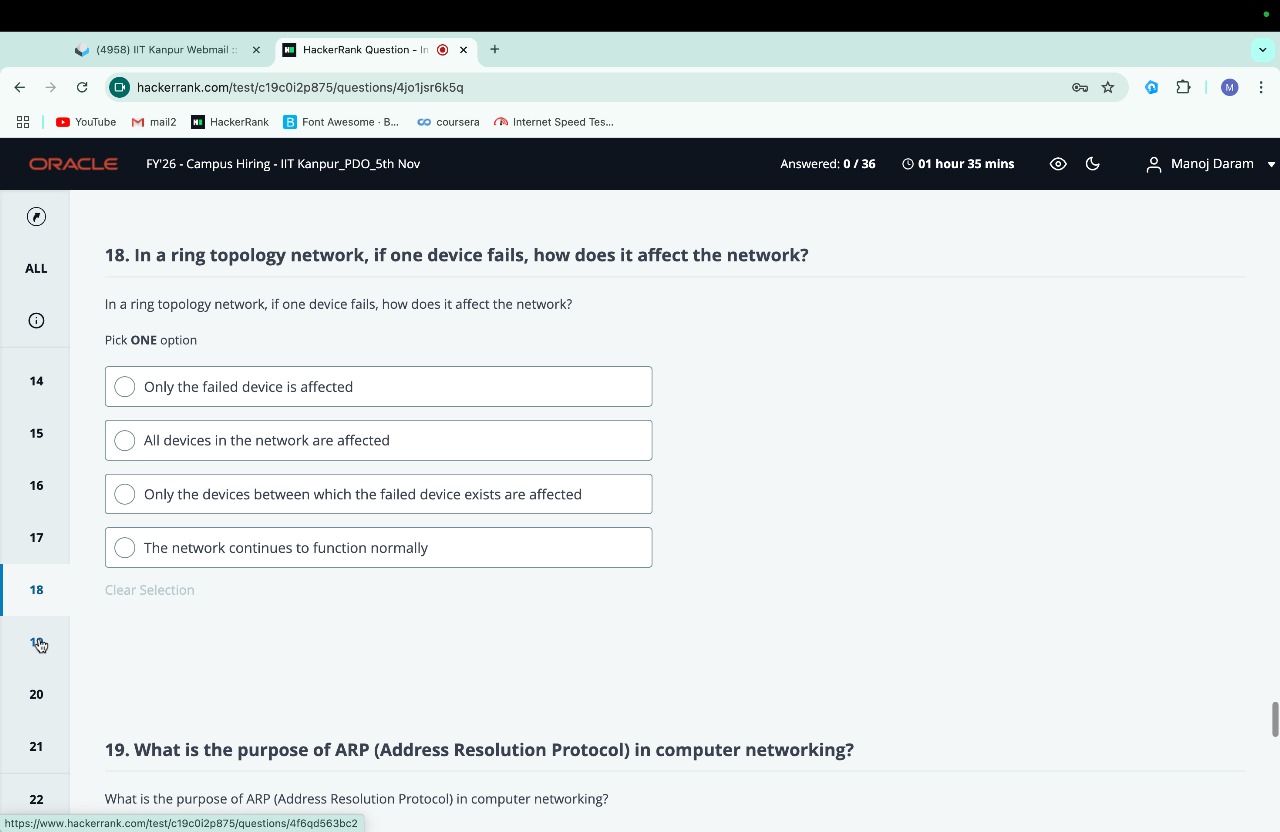 (4958) IIT Kanpur Webmail ::
HackerRank Question - In
hackerrank.com/test/c19c0i2p875/questions/4jo1jsr6k5q
M
YouTube
mail2
HackerRank
Font Awesome · B...
coursera
Internet Speed Tes...
ORACLE
FY'26 - Campus Hiring - IIT Kanpur_PDO_5th Nov
Answered: 0 / 36
01 hour 35 mins
Manoj Daram
ALL
14
15
16
17
18
20
21
22
18. In a ring topology network, if one device fails, how does it affect the network?
In a ring topology network, if one device fails, how does it affect the network?
Pick ONE option
Only the failed device is affected
All devices in the network are affected
Only the devices between which the failed device exists are affected
The network continues to function normally
Clear Selection
19. What is the purpose of ARP (Address Resolution Protocol) in computer networking?
What is the purpose of ARP (Address Resolution Protocol) in computer networking?
https://www.hackerrank.com/test/c19c0i2p875/questions/4f6qd563bc2